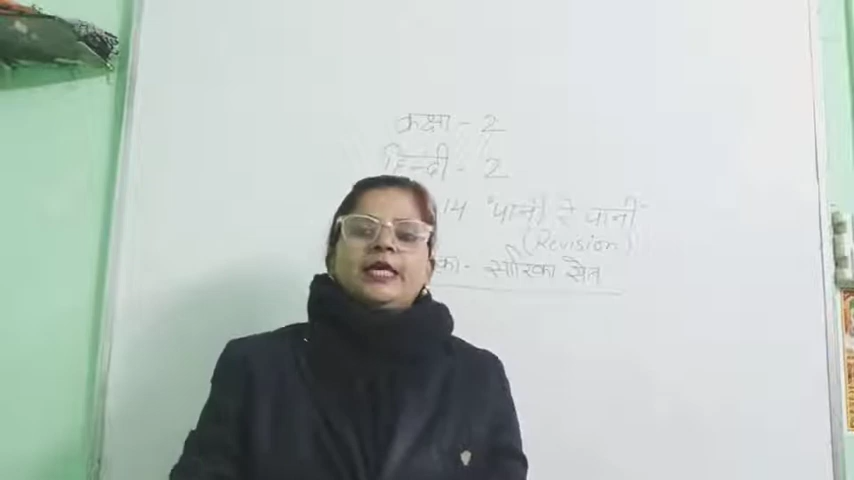 कक्षा - 2
हिन्दी - 2
14 "पानी रे पानी"
(Revision)
का - सारिका सेन